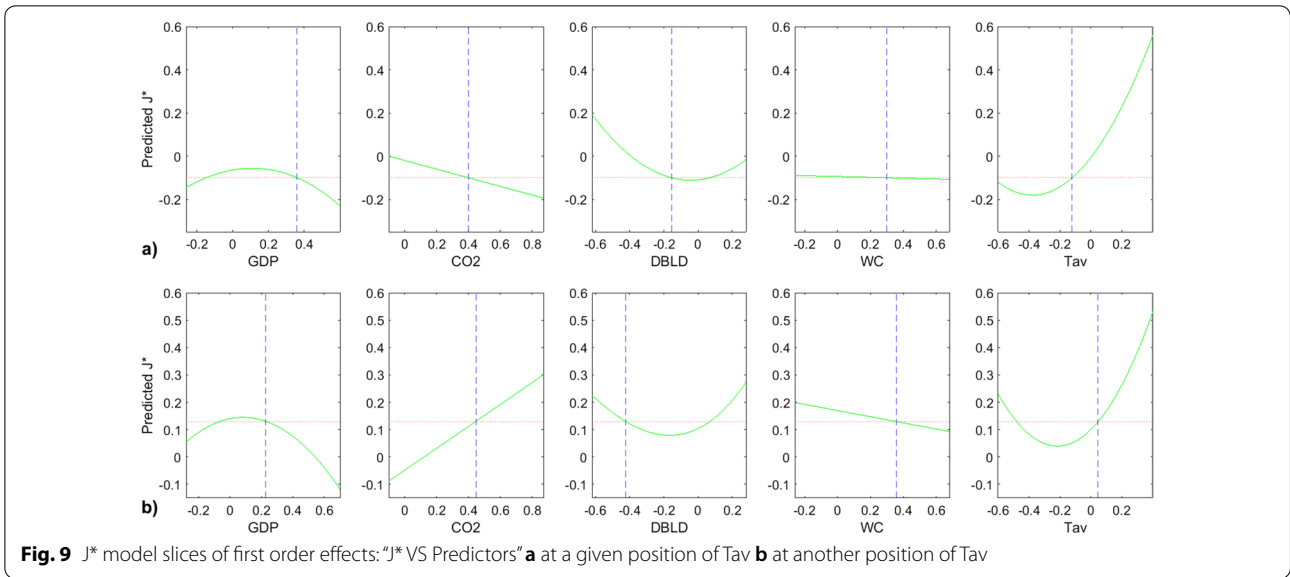 0.6 0.6 0.6 0.6 0.6
0.4 0.4 0.4 0.4 0.4
0.2 0.2 0.2 0.2 0.2
0 0 0 0 0
-0.2 -0.2 -0.2 -0.2 -0.2
Predicted J*
-0.2 0 0.2 0.4 0 0.2 0.4 0.6 0.8 -0.6 -0.4 -0.2 0 0.2 -0.2 0 0.2 0.4 0.6 -0.6 -0.4 -0.2 0 0.2
a) GDP CO2 DBLD WC Tav
0.6 0.6 0.6 0.6 0.6
0.5 0.5 0.5 0.5 0.5
0.4 0.4 0.4 0.4 0.4
0.3 0.3 0.3 0.3 0.3
0.2 0.2 0.2 0.2 0.2
0.1 0.1 0.1 0.1 0.1
0 0 0 0 0
-0.1 -0.1 -0.1 -0.1 -0.1
Predicted J*
-0.2 0 0.2 0.4 0.6 0 0.2 0.4 0.6 0.8 -0.6 -0.4 -0.2 0 0.2 -0.2 0 0.2 0.4 0.6 -0.6 -0.4 -0.2 0 0.2
b) GDP CO2 DBLD WC Tav
Fig. 9 J* model slices of first order effects: "J* VS Predictors" a at a given position of Tav b at another position of Tav